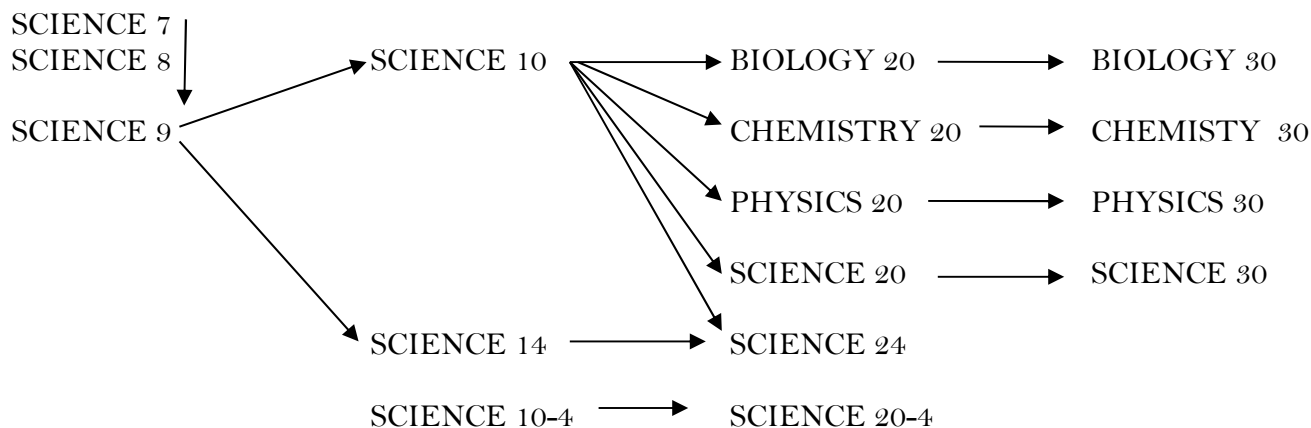 SCIENCE 7
SCIENCE 8 SCIENCE 10 BIOLOGY 20 BIOLOGY 30
SCIENCE 9 CHEMISTRY 20 CHEMISTY 30
PHYSICS 20 PHYSICS 30
SCIENCE 20 SCIENCE 30
SCIENCE 14 SCIENCE 24
SCIENCE 10-4 SCIENCE 20-4